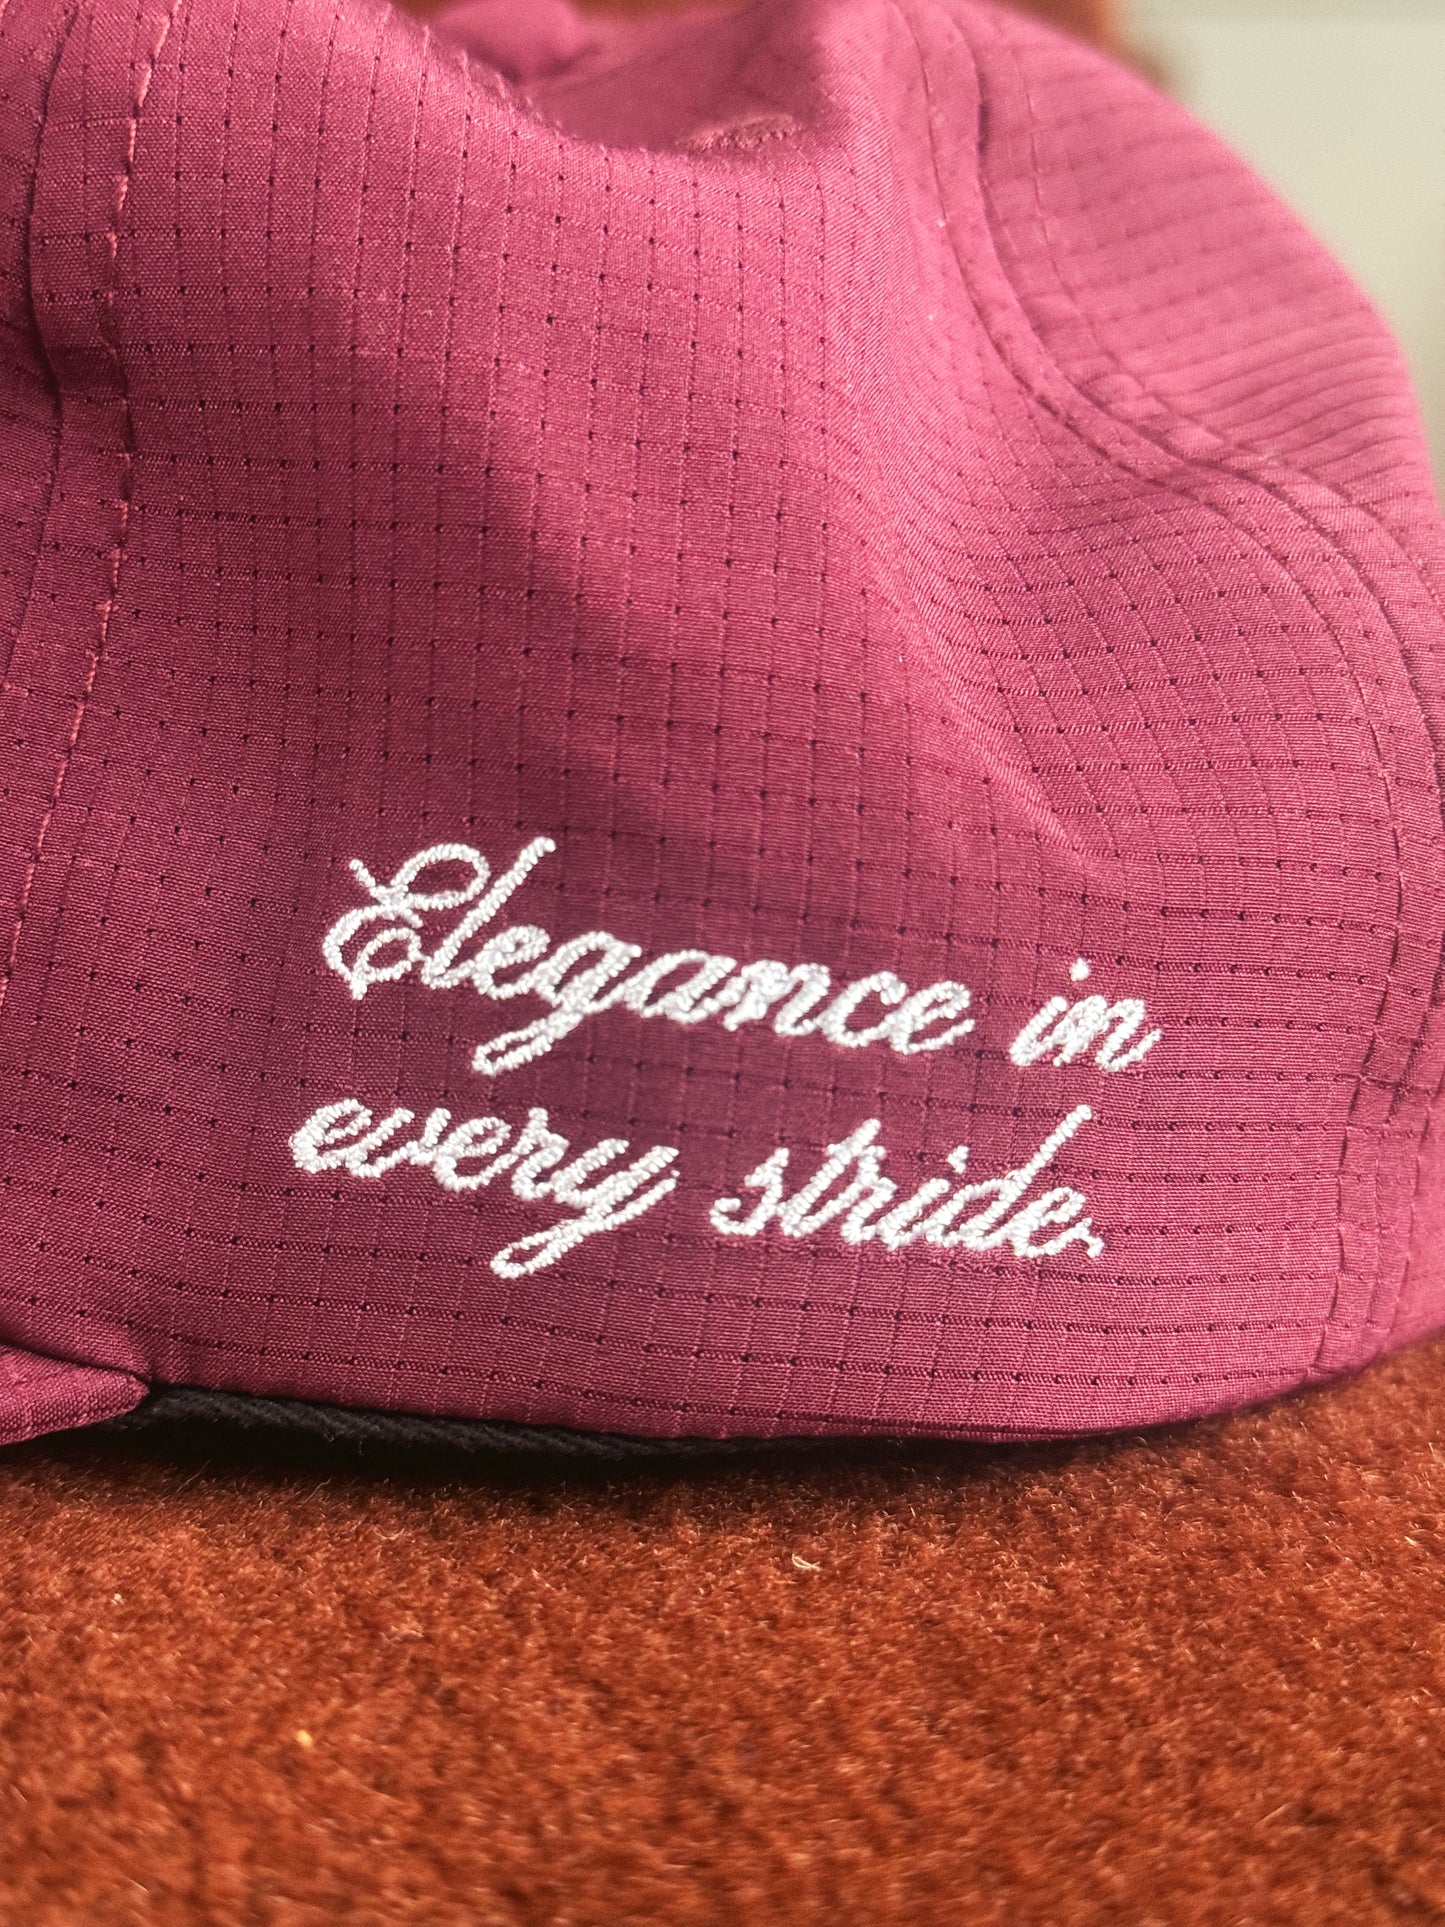 Elegance in
every stride.